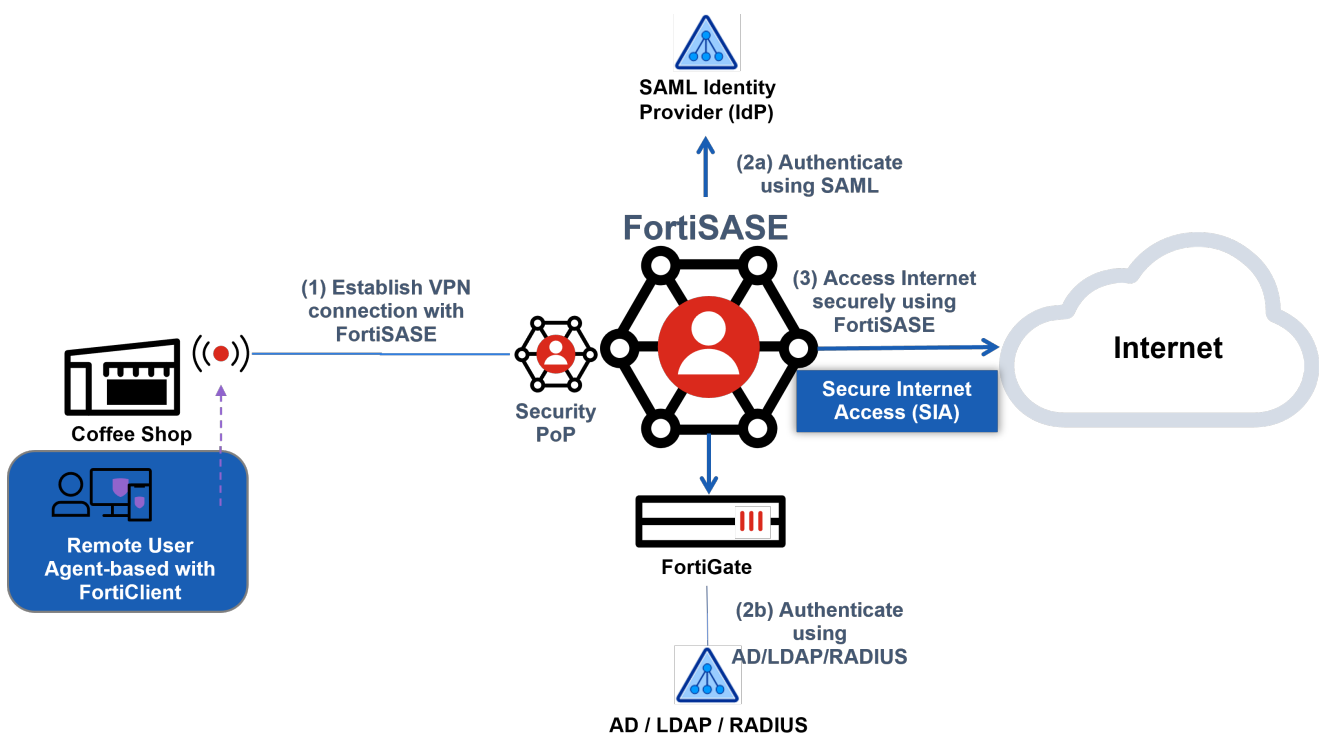 SAML Identity
Provider (IdP)
(2a) Authenticate
using SAML
FortiSASE
(1) Establish VPN
connection with
FortiSASE
(3) Access Internet
securely using
FortiSASE
Internet
Secure Internet
Access (SIA)
Security
PoP
Coffee Shop
Remote User
Agent-based with
FortiClient
FortiGate
(2b) Authenticate
using
AD/LDAP/RADIUS
AD / LDAP / RADIUS